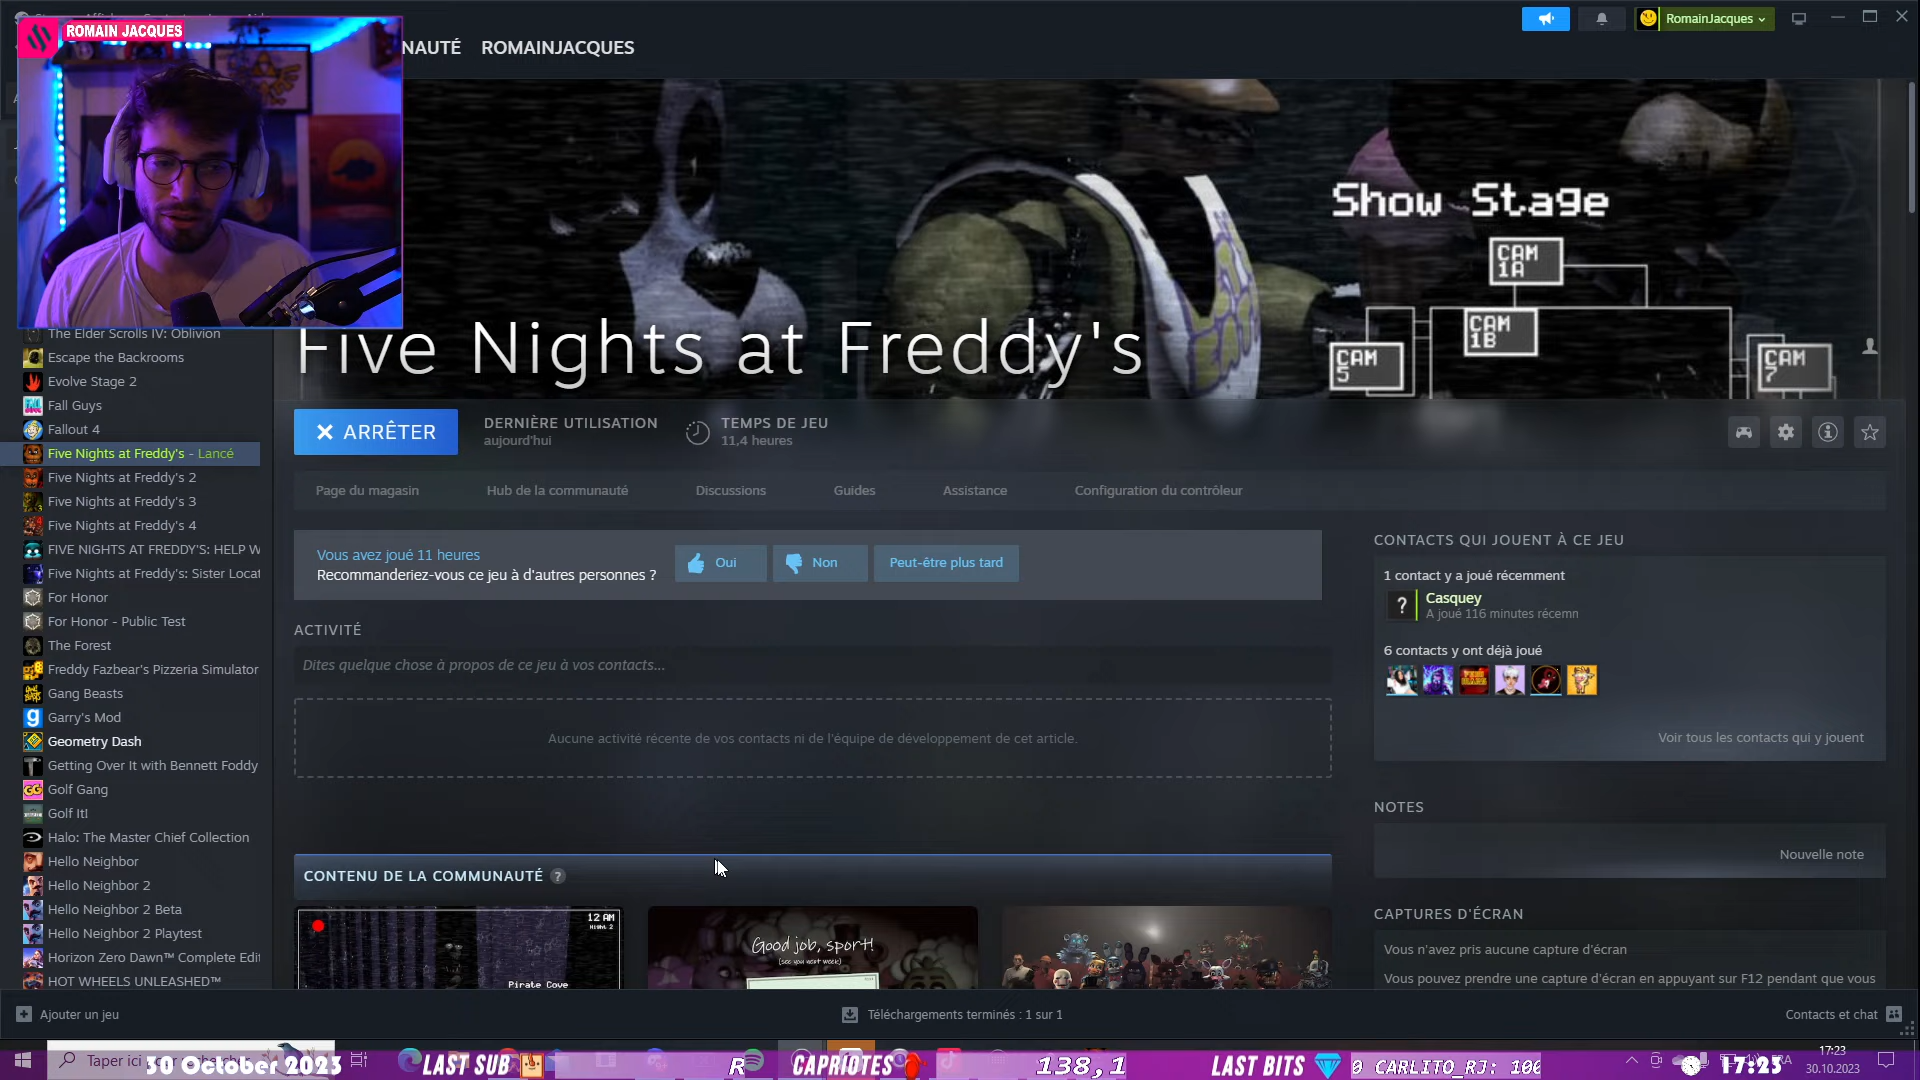 ROMAIN JACQUES
NAUTÉ ROMAINJACQUES
RomainJacques
Show Stage
CAM 1A
CAM 1B
CAM 5
CAM 7
Five Nights at Freddy's
ARRÊTER
DERNIÈRE UTILISATION
aujourd'hui
TEMPS DE JEU
11,4 heures
Page du magasin
Hub de la communauté
Discussions
Guides
Assistance
Configuration du contrôleur
Vous avez joué 11 heures
Recommanderiez-vous ce jeu à d'autres personnes ?
Oui
Non
Peut-être plus tard
ACTIVITÉ
Dites quelque chose à propos de ce jeu à vos contacts...
Aucune activité récente de vos contacts ni de l'équipe de développement de cet article.
CONTENU DE LA COMMUNAUTÉ ?
12 AM
Night 2
Pirate Cove
Good job, sport!
(see you next week)
CONTACTS QUI JOUENT À CE JEU
1 contact y a joué récemment
?
Casquey
A joué 116 minutes récemn
6 contacts y ont déjà joué
Voir tous les contacts qui y jouent
NOTES
Nouvelle note
CAPTURES D'ÉCRAN
Vous n'avez pris aucune capture d'écran
Vous pouvez prendre une capture d'écran en appuyant sur F12 pendant que vous
The Elder Scrolls IV: Oblivion
Escape the Backrooms
Evolve Stage 2
Fall Guys
Fallout 4
Five Nights at Freddy's - Lancé
Five Nights at Freddy's 2
Five Nights at Freddy's 3
Five Nights at Freddy's 4
FIVE NIGHTS AT FREDDY'S: HELP W
Five Nights at Freddy's: Sister Locat
For Honor
For Honor - Public Test
The Forest
Freddy Fazbear's Pizzeria Simulator
Gang Beasts
Garry's Mod
Geometry Dash
Getting Over It with Bennett Foddy
Golf Gang
Golf It!
Halo: The Master Chief Collection
Hello Neighbor
Hello Neighbor 2
Hello Neighbor 2 Beta
Hello Neighbor 2 Playtest
Horizon Zero Dawn™ Complete Edit
HOT WHEELS UNLEASHED™
Ajouter un jeu
Téléchargements terminés : 1 sur 1
Contacts et chat
Taper ici
30 October 2023
LAST SUB
R
CAPRIOTES
138,1
LAST BITS
0 CARLITO_RJ: 100
17:23
FRA
17:23
30.10.2023